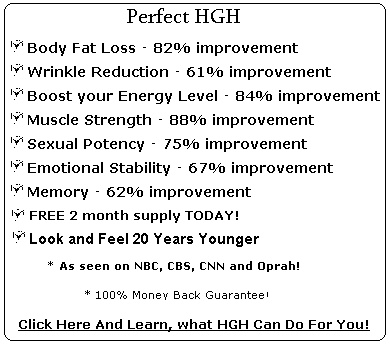 Perfect HGH
Body Fat Loss - 82% improvement
Wrinkle Reduction - 61% improvement
Boost your Energy Level - 84% improvement
Muscle Strength - 88% improvement
Sexual Potency - 75% improvement
Emotional Stability - 67% improvement
Memory - 62% improvement
FREE 2 month supply TODAY!
Look and Feel 20 Years Younger
* As seen on NBC, CBS, CNN and Oprah!
* 100% Money Back Guarantee!
Click Here And Learn, what HGH Can Do For You!